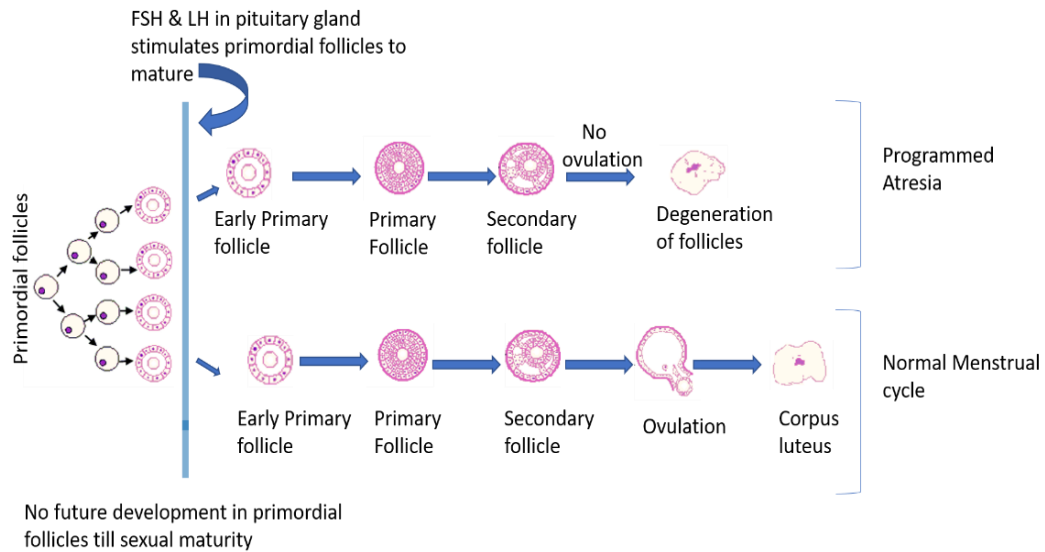 FSH & LH in pituitary gland
stimulates primordial follicles to
mature
Primordial follicles
No
ovulation
Early Primary
follicle
Primary
Follicle
Secondary
follicle
Degeneration
of follicles
Programmed
Atresia
Early Primary
follicle
Primary
Follicle
Secondary
follicle
Ovulation
Corpus
luteus
Normal Menstrual
cycle
No future development in primordial
follicles till sexual maturity